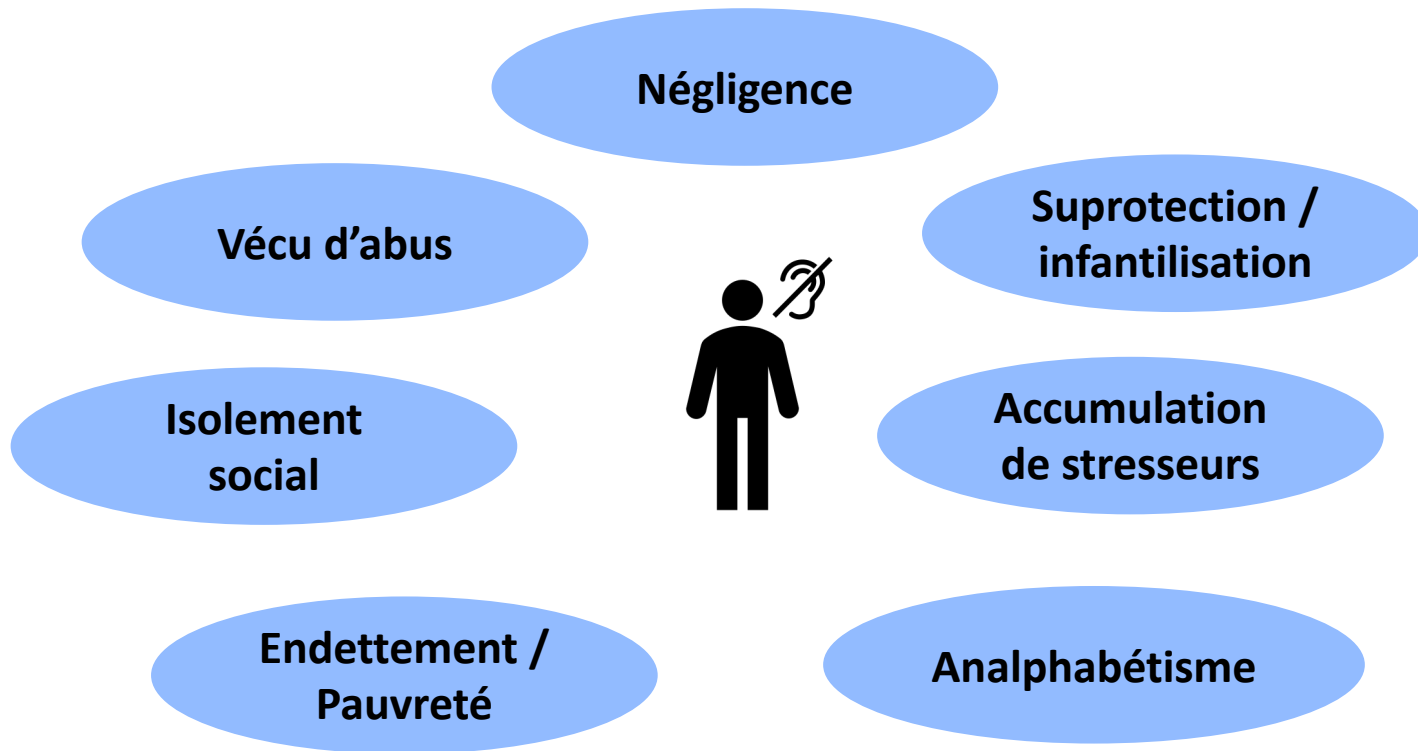 Négligence
Vécu d’abus
Suprotection /
infantilisation
Isolement
social
Accumulation
de stresseurs
Endettement /
Pauvreté
Analphabétisme